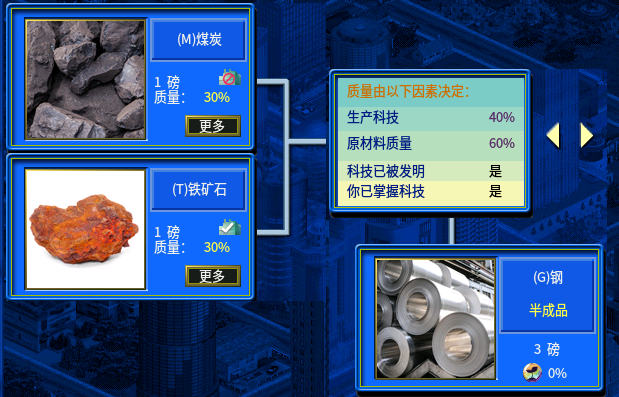 (M)煤炭
1 磅
质量： 30%
更多
(T)铁矿石
1 磅
质量： 30%
更多
质量由以下因素决定：
生产科技 40%
原材料质量 60%
科技已被发明 是
你已掌握科技 是
(G)钢
半成品
3 磅
0%